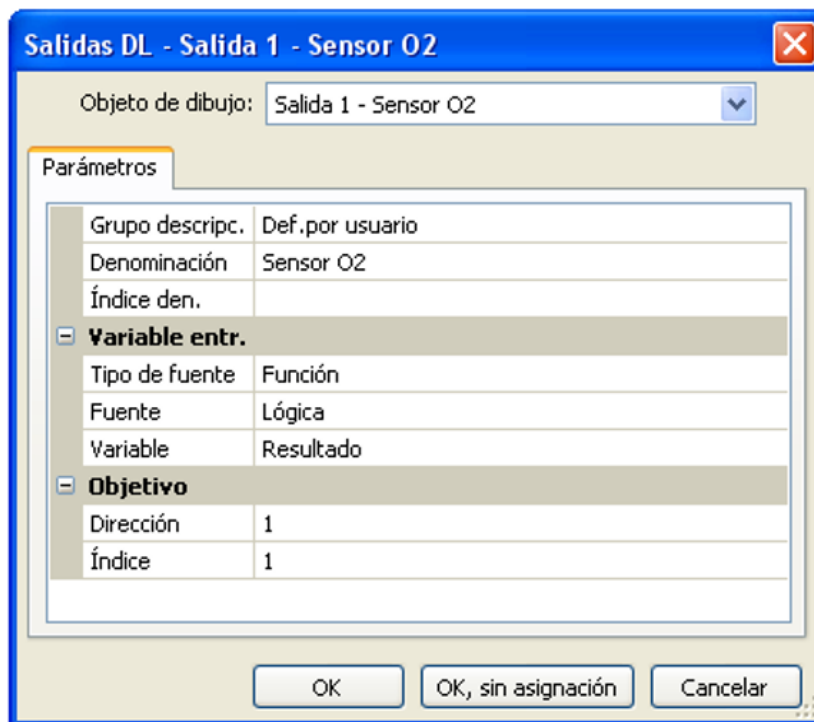 Salidas DL - Salida 1 - Sensor O2
Objeto de dibujo: Salida 1 - Sensor O2
Parámetros
Grupo descripc. Def.por usuario
Denominación Sensor O2
Índice den.
Variable entr.
Tipo de fuente Función
Fuente Lógica
Variable Resultado
Objetivo
Dirección 1
Índice 1
OK OK, sin asignación Cancelar